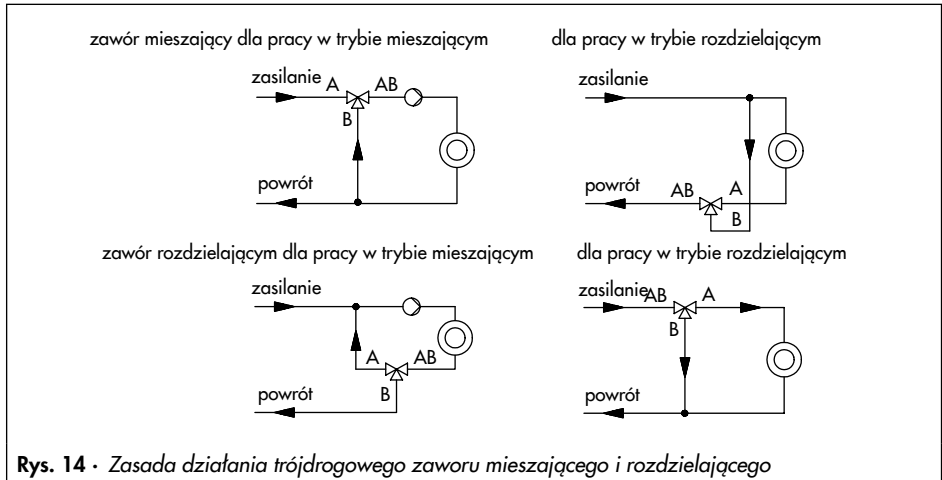 zawór mieszający dla pracy w trybie mieszającym
zasilanie A AB
B
powrót
dla pracy w trybie rozdzielającym
zasilanie
powrót AB A
B
zawór rozdzielającym dla pracy w trybie mieszającym
zasilanie
A AB
B
powrót
dla pracy w trybie rozdzielającym
zasilanie AB A
B
powrót
Rys. 14 · Zasada działania trójdrogowego zaworu mieszającego i rozdzielającego